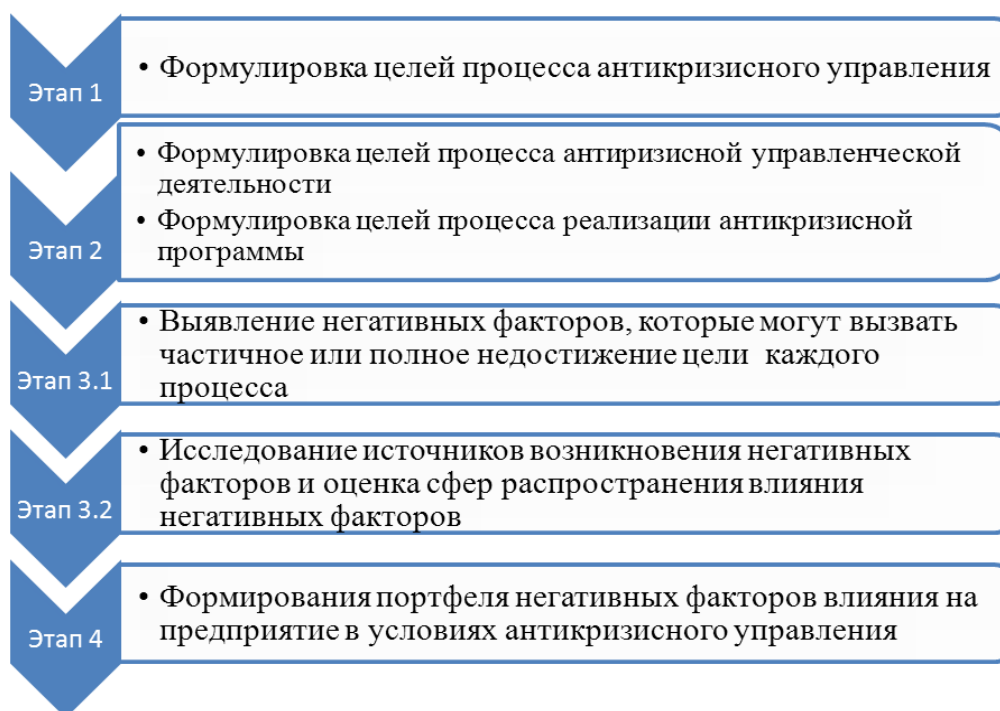 Этап 1
• Формулировка целей процесса антикризисного управления
Этап 2
• Формулировка целей процесса антиризисной управленческой
деятельности
• Формулировка целей процесса реализации антикризисной
программы
Этап 3.1
• Выявление негативных факторов, которые могут вызвать
частичное или полное недостижение цели каждого
процесса
Этап 3.2
• Исследование источников возникновения негативных
факторов и оценка сфер распространения влияния
негативных факторов
Этап 4
• Формирования портфеля негативных факторов влияния на
предприятие в условиях антикризисного управления